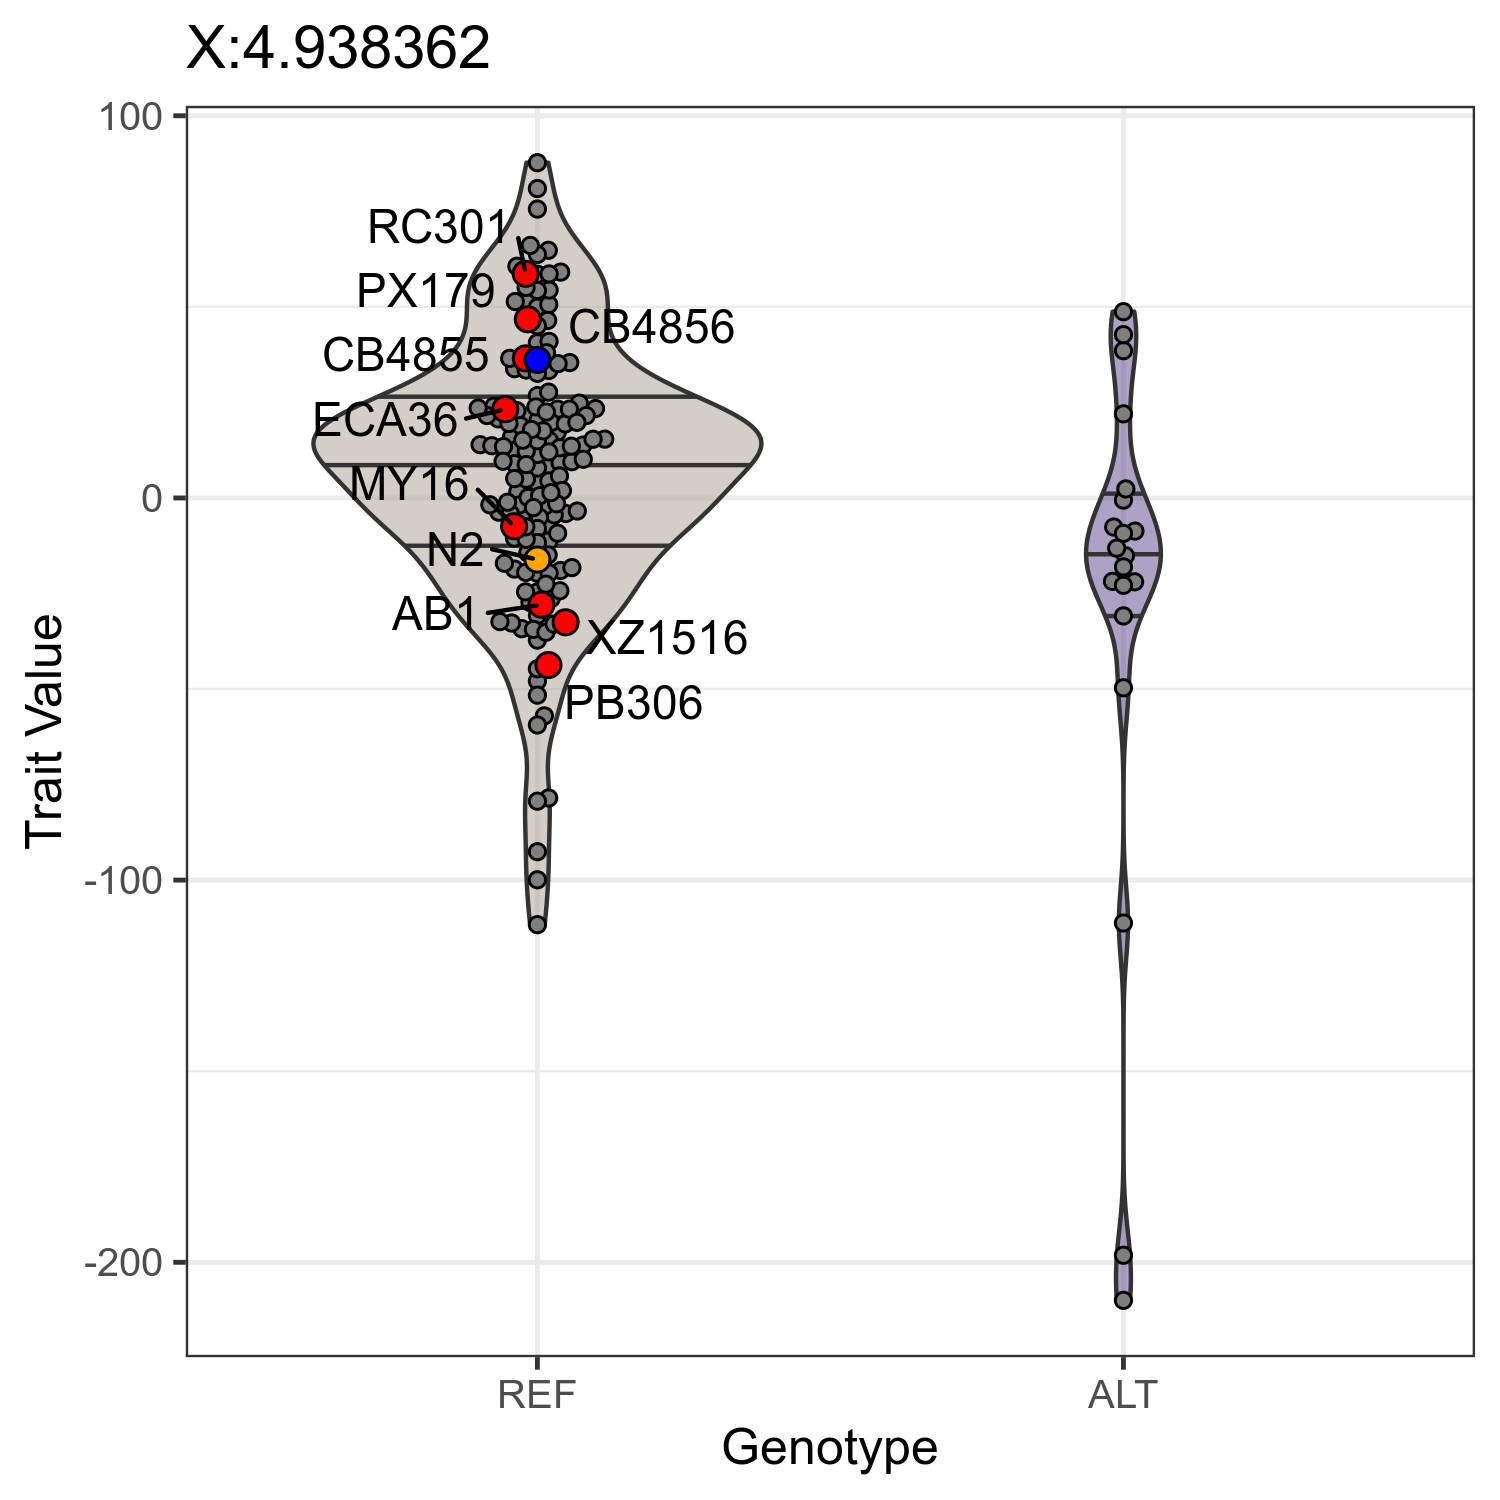 X:4.938362
100
0
-100
-200
Trait Value
RC301
PX179
CB4856
CB4855
ECA36
MY16
N2
AB1
XZ1516
PB306
REF
ALT
Genotype